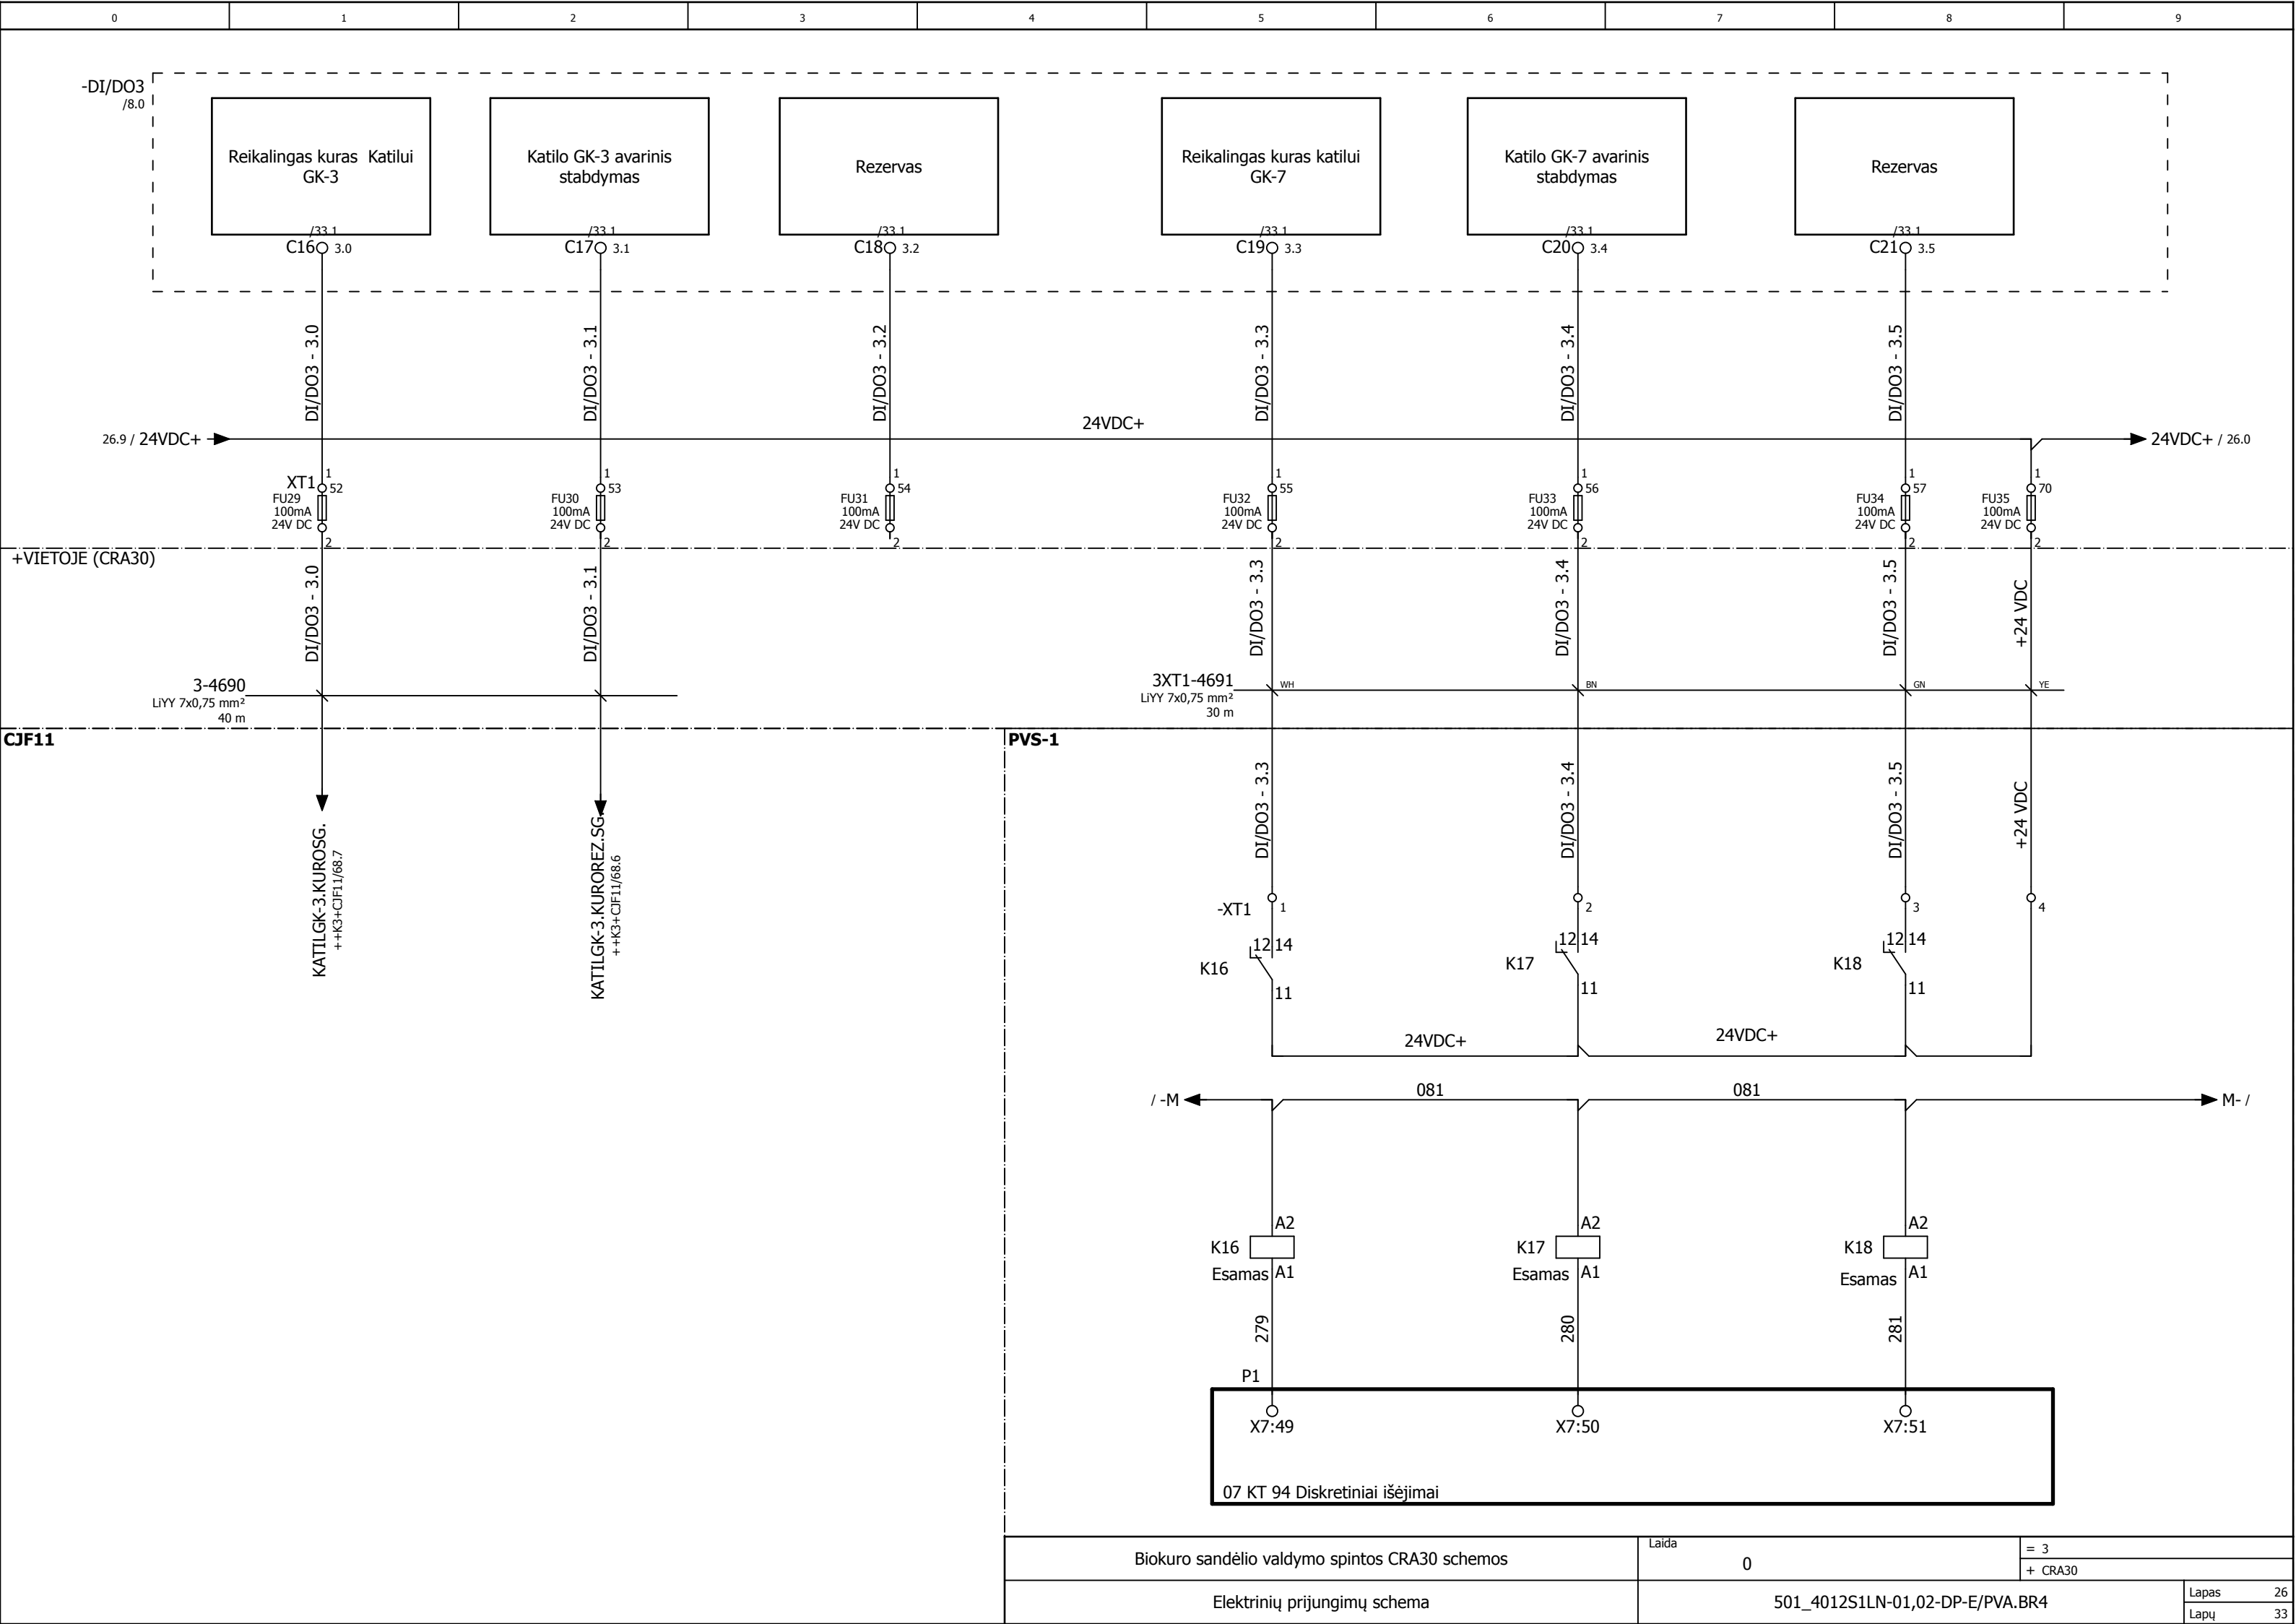 0 1 2 3 4 5 6 7 8 9
-DI/DO3
/8.0
Reikalingas kuras Katilui
GK-3
Katilo GK-3 avarinis
stabdymas
Rezervas
Reikalingas kuras katilui
GK-7
Katilo GK-7 avarinis
stabdymas
Rezervas
/33.1 /33.1 /33.1 /33.1 /33.1 /33.1
C16 3.0 C17 3.1 C18 3.2 C19 3.3 C20 3.4 C21 3.5
DI/DO3 - 3.0
DI/DO3 - 3.1
DI/DO3 - 3.2
DI/DO3 - 3.3
DI/DO3 - 3.4
DI/DO3 - 3.5
24VDC+
26.9 / 24VDC+
24VDC+ / 26.0
XT1
1 52
FU29
100mA
24V DC
2
1 53
FU30
100mA
24V DC
2
1 54
FU31
100mA
24V DC
2
1 55
FU32
100mA
24V DC
2
1 56
FU33
100mA
24V DC
2
1 57
FU34
100mA
24V DC
2
1 70
FU35
100mA
24V DC
2
+VIETOJE (CRA30)
DI/DO3 - 3.0
DI/DO3 - 3.1
DI/DO3 - 3.3
DI/DO3 - 3.4
DI/DO3 - 3.5
+24 VDC
3-4690
LiYY 7x0,75 mm²
40 m
3XT1-4691
LiYY 7x0,75 mm²
30 m
WH BN GN YE
CJF11
PVS-1
KATILGK-3.KUROSG.
++K3+CJF11/68.7
KATILGK-3.KUROREZ.SG.
++K3+CJF11/68.6
DI/DO3 - 3.3
DI/DO3 - 3.4
DI/DO3 - 3.5
+24 VDC
-XT1 1 2 3 4
12 14 12 14 12 14
K16 K17 K18
11 11 11
24VDC+ 24VDC+
081 081
/ -M M- /
A2 A2 A2
K16 K17 K18
Esamas A1 Esamas A1 Esamas A1
279 280 281
P1
X7:49 X7:50 X7:51
07 KT 94 Diskretiniai išėjimai
Biokuro sandėlio valdymo spintos CRA30 schemos
Laida
0
= 3
+ CRA30
Elektrinių prijungimų schema
501_4012S1LN-01,02-DP-E/PVA.BR4
Lapas 26
Lapų 33